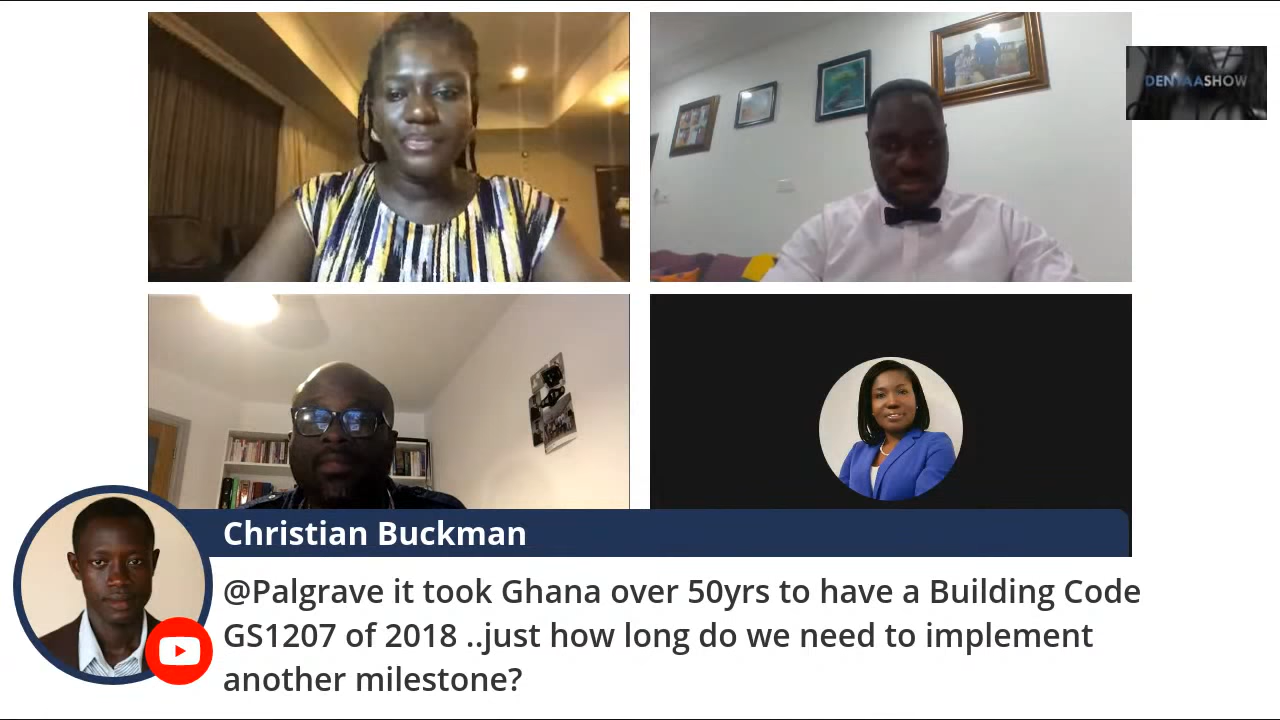 DENTAASHOW
Christian Buckman
@Palgrave it took Ghana over 50yrs to have a Building Code
GS1207 of 2018 ..just how long do we need to implement
another milestone?